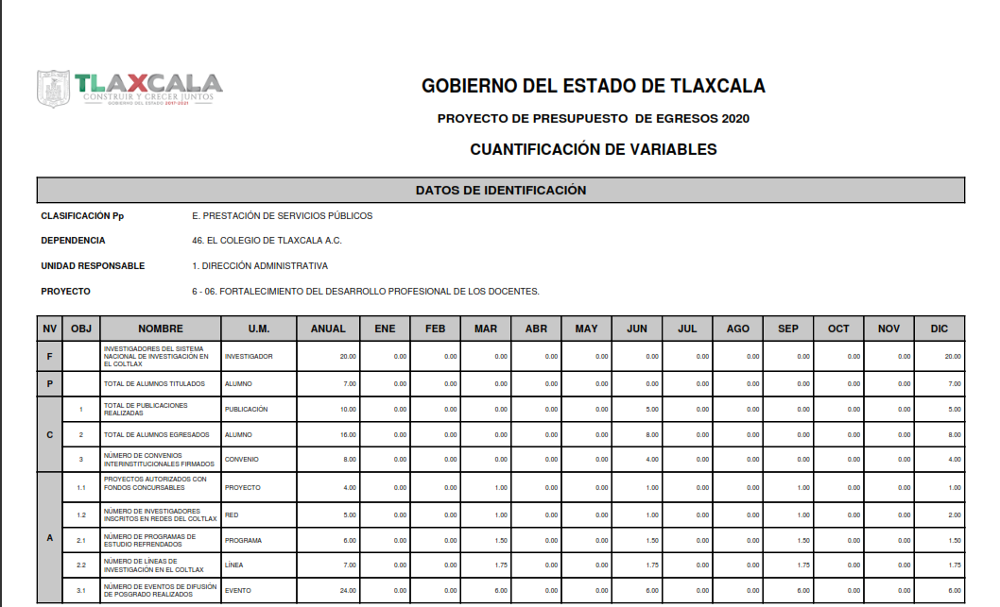 TLAXCALA
CONSTRUIR Y CRECER JUNTOS
GOBIERNO DEL ESTADO 2017-2021
GOBIERNO DEL ESTADO DE TLAXCALA
PROYECTO DE PRESUPUESTO DE EGRESOS 2020
CUANTIFICACIÓN DE VARIABLES
DATOS DE IDENTIFICACIÓN
CLASIFICACIÓN Pp E. PRESTACIÓN DE SERVICIOS PÚBLICOS
DEPENDENCIA 46. EL COLEGIO DE TLAXCALA A.C.
UNIDAD RESPONSABLE 1. DIRECCIÓN ADMINISTRATIVA
PROYECTO 6 - 06. FORTALECIMIENTO DEL DESARROLLO PROFESIONAL DE LOS DOCENTES.
NV OBJ NOMBRE U.M. ANUAL ENE FEB MAR ABR MAY JUN JUL AGO SEP OCT NOV DIC
INVESTIGADORES DEL SISTEMA
F NACIONAL DE INVESTIGACIÓN EN INVESTIGADOR 20.00 0.00 0.00 0.00 0.00 0.00 0.00 0.00 0.00 0.00 0.00 0.00 20.00
EL COLTLAX
P TOTAL DE ALUMNOS TITULADOS ALUMNO 7.00 0.00 0.00 0.00 0.00 0.00 0.00 0.00 0.00 0.00 0.00 0.00 7.00
C
1 TOTAL DE PUBLICACIONES
REALIZADAS PUBLICACIÓN 10.00 0.00 0.00 0.00 0.00 0.00 5.00 0.00 0.00 0.00 0.00 0.00 5.00
2 TOTAL DE ALUMNOS EGRESADOS ALUMNO 16.00 0.00 0.00 0.00 0.00 0.00 8.00 0.00 0.00 0.00 0.00 0.00 8.00
3 NÚMERO DE CONVENIOS
INTERINSTITUCIONALES FIRMADOS CONVENIO 8.00 0.00 0.00 0.00 0.00 0.00 4.00 0.00 0.00 0.00 0.00 0.00 4.00
A
1.1 PROYECTOS AUTORIZADOS CON
FONDOS CONCURSABLES PROYECTO 4.00 0.00 0.00 1.00 0.00 0.00 1.00 0.00 0.00 1.00 0.00 0.00 1.00
1.2 NÚMERO DE INVESTIGADORES
INSCRITOS EN REDES DEL COLTLAX RED 5.00 0.00 0.00 1.00 0.00 0.00 1.00 0.00 0.00 1.00 0.00 0.00 2.00
2.1 NÚMERO DE PROGRAMAS DE
ESTUDIO REFRENDADOS PROGRAMA 6.00 0.00 0.00 1.50 0.00 0.00 1.50 0.00 0.00 1.50 0.00 0.00 1.50
2.2 NÚMERO DE LÍNEAS DE
INVESTIGACIÓN EN EL COLTLAX LÍNEA 7.00 0.00 0.00 1.75 0.00 0.00 1.75 0.00 0.00 1.75 0.00 0.00 1.75
3.1 NÚMERO DE EVENTOS DE DIFUSIÓN
DE POSGRADO REALIZADOS EVENTO 24.00 0.00 0.00 6.00 0.00 0.00 6.00 0.00 0.00 6.00 0.00 0.00 6.00